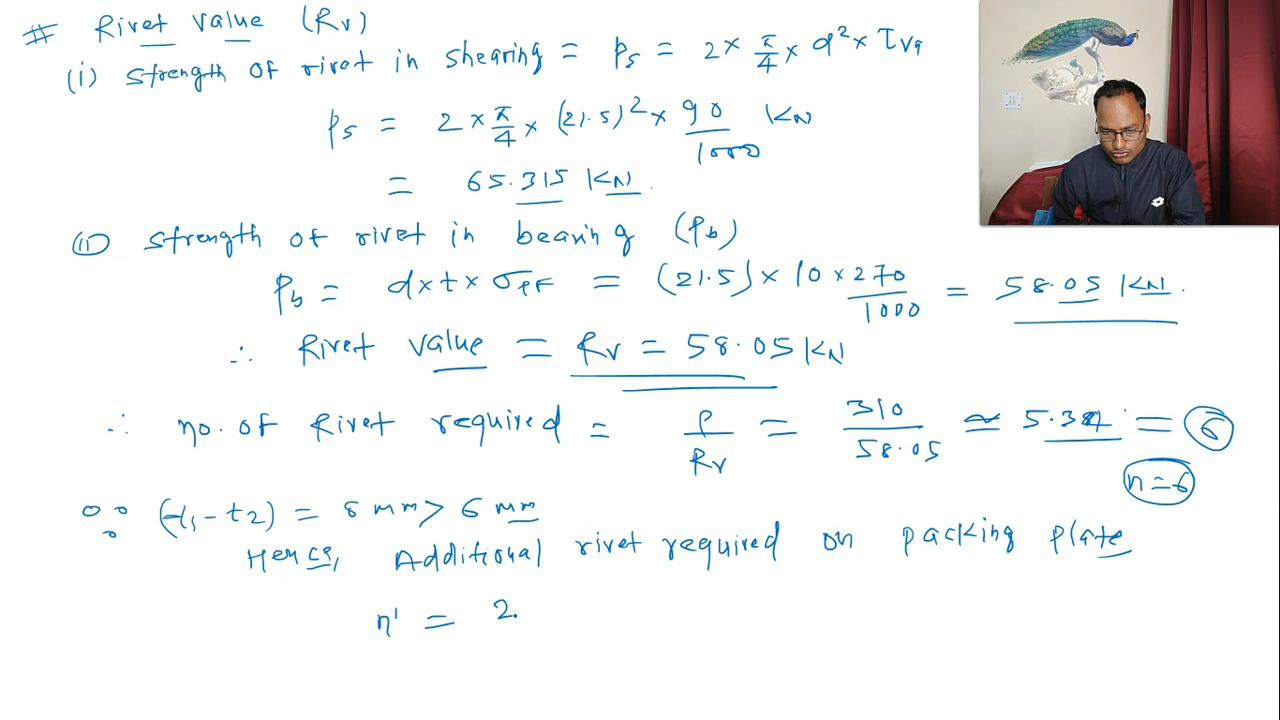 # Rivet value (Rv)
(i) strength of rivet in shearing = Ps = 2 × π/4 × d² × τva
Ps = 2 × π/4 × (21.5)² × 90/1000 KN
= 65.315 KN.
(ii) strength of rivet in bearing (Pb)
Pb = d×t×σPF = (21.5) × 10 × 270/1000 = 58.05 KN.
∴ Rivet value = Rv = 58.05 KN
∴ no. of Rivet required = P/Rv = 310/58.05 ≃ = 6
n = 6
∵ (t1 - t2) = 8 mm > 6 mm
Hence, Additional rivet required on packing plate
n' = 2.